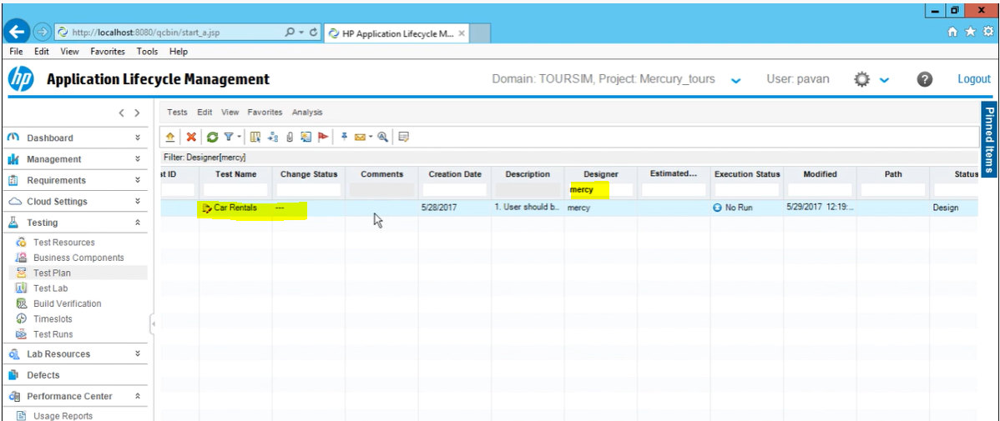 http://localhost:8080/qcbin/start_a.jsp
HP Application Lifecycle M...
File Edit View Favorites Tools Help
hp Application Lifecycle Management
Domain: TOURSIM, Project: Mercury_tours
User: pavan
Logout
Pinned Items
Dashboard
Management
Requirements
Cloud Settings
Testing
Test Resources
Business Components
Test Plan
Test Lab
Build Verification
Timeslots
Test Runs
Lab Resources
Defects
Performance Center
Usage Reports
Tests Edit View Favorites Analysis
Filter: Designer[mercy]
st ID Test Name Change Status Comments Creation Date Description Designer Estimated... Execution Status Modified Path Status
mercy
Car Rentals --- 5/28/2017 1. User should b... mercy No Run 5/29/2017 12:19:... Design